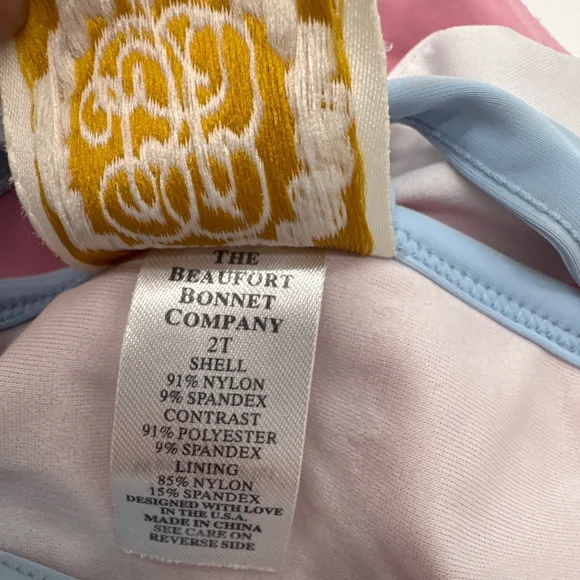 THE
BEAUFORT
BONNET
COMPANY
2T
SHELL
91% NYLON
9% SPANDEX
CONTRAST
91% POLYESTER
9% SPANDEX
LINING
85% NYLON
15% SPANDEX
DESIGNED WITH LOVE
IN THE U.S.A.
MADE IN CHINA
SEE CARE ON
REVERSE SIDE